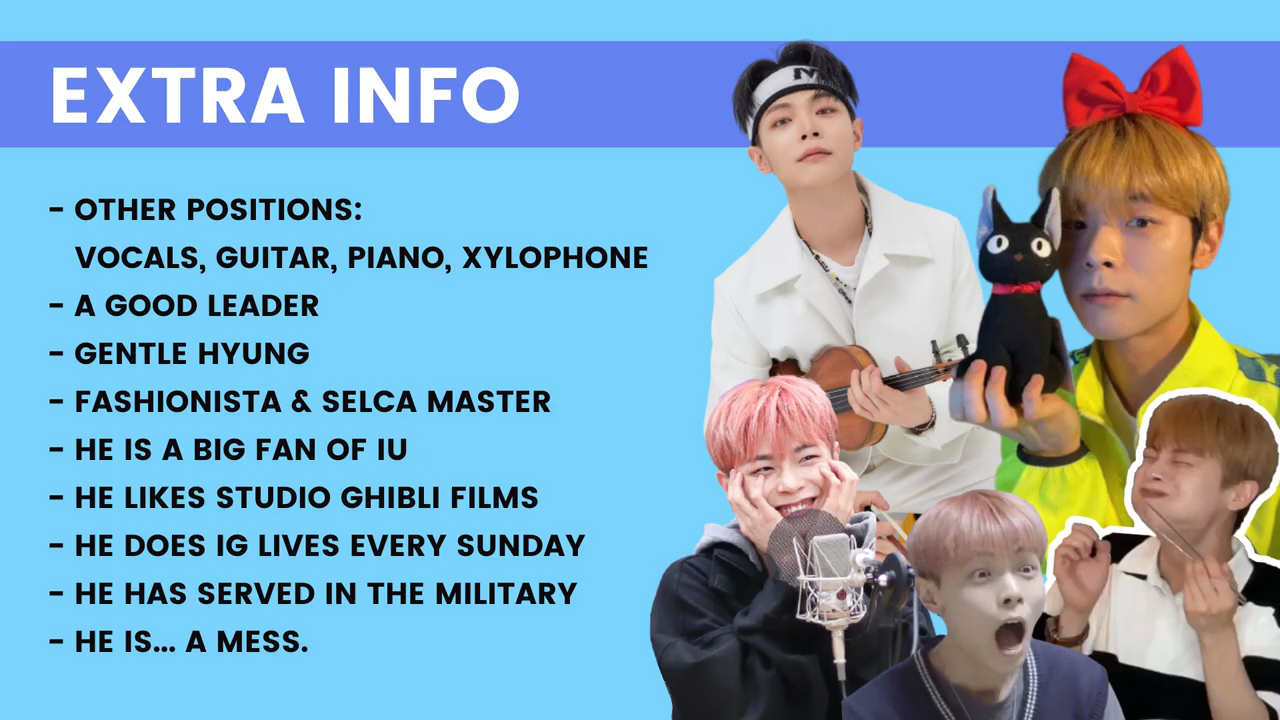 EXTRA INFO
- OTHER POSITIONS:
VOCALS, GUITAR, PIANO, XYLOPHONE
- A GOOD LEADER
- GENTLE HYUNG
- FASHIONISTA & SELCA MASTER
- HE IS A BIG FAN OF IU
- HE LIKES STUDIO GHIBLI FILMS
- HE DOES IG LIVES EVERY SUNDAY
- HE HAS SERVED IN THE MILITARY
- HE IS... A MESS.